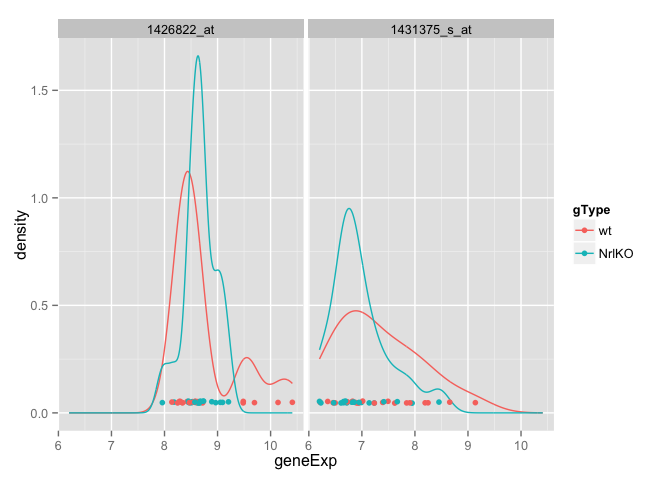 1426822_at 1431375_s_at
1.5
1.0
0.5
0.0
density
6 7 8 9 10 6 7 8 9 10
geneExp
gType
wt
NrlKO